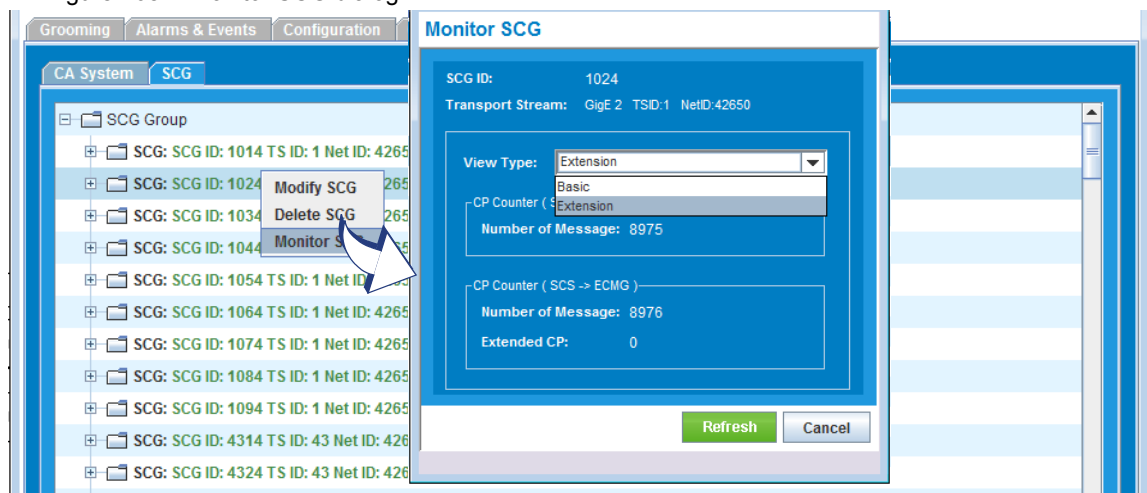 Grooming Alarms & Events Configuration
CA System SCG
SCG Group
SCG: SCG ID: 1014 TS ID: 1 Net ID: 4265
SCG: SCG ID: 1024 265
SCG: SCG ID: 1034 265
SCG: SCG ID: 1044
SCG: SCG ID: 1054 TS ID: 1 Net ID:
SCG: SCG ID: 1064 TS ID: 1 Net ID: 4265
SCG: SCG ID: 1074 TS ID: 1 Net ID: 4265
SCG: SCG ID: 1084 TS ID: 1 Net ID: 4265
SCG: SCG ID: 1094 TS ID: 1 Net ID: 4265
SCG: SCG ID: 4314 TS ID: 43 Net ID: 426
SCG: SCG ID: 4324 TS ID: 43 Net ID: 426
Modify SCG
Delete SCG
Monitor
Monitor SCG
SCG ID: 1024
Transport Stream: GigE 2 TSID:1 NetID:42650
View Type: Extension
Basic
Extension
CP Counter (
Number of Message: 8975
CP Counter ( SCS -> ECMG )
Number of Message: 8976
Extended CP: 0
Refresh Cancel